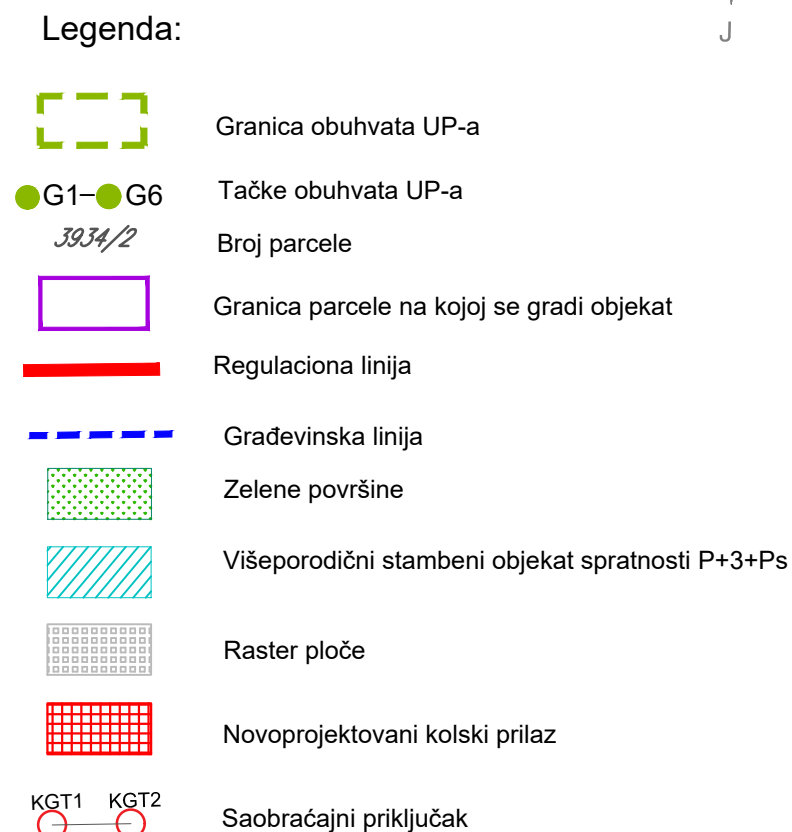 J
Legenda:
Granica obuhvata UP-a
G1–G6 Tačke obuhvata UP-a
3934/2 Broj parcele
Granica parcele na kojoj se gradi objekat
Regulaciona linija
Građevinska linija
Zelene površine
Višeporodični stambeni objekat spratnosti P+3+Ps
Raster ploče
Novoprojektovani kolski prilaz
KGT1 KGT2
Saobraćajni priključak